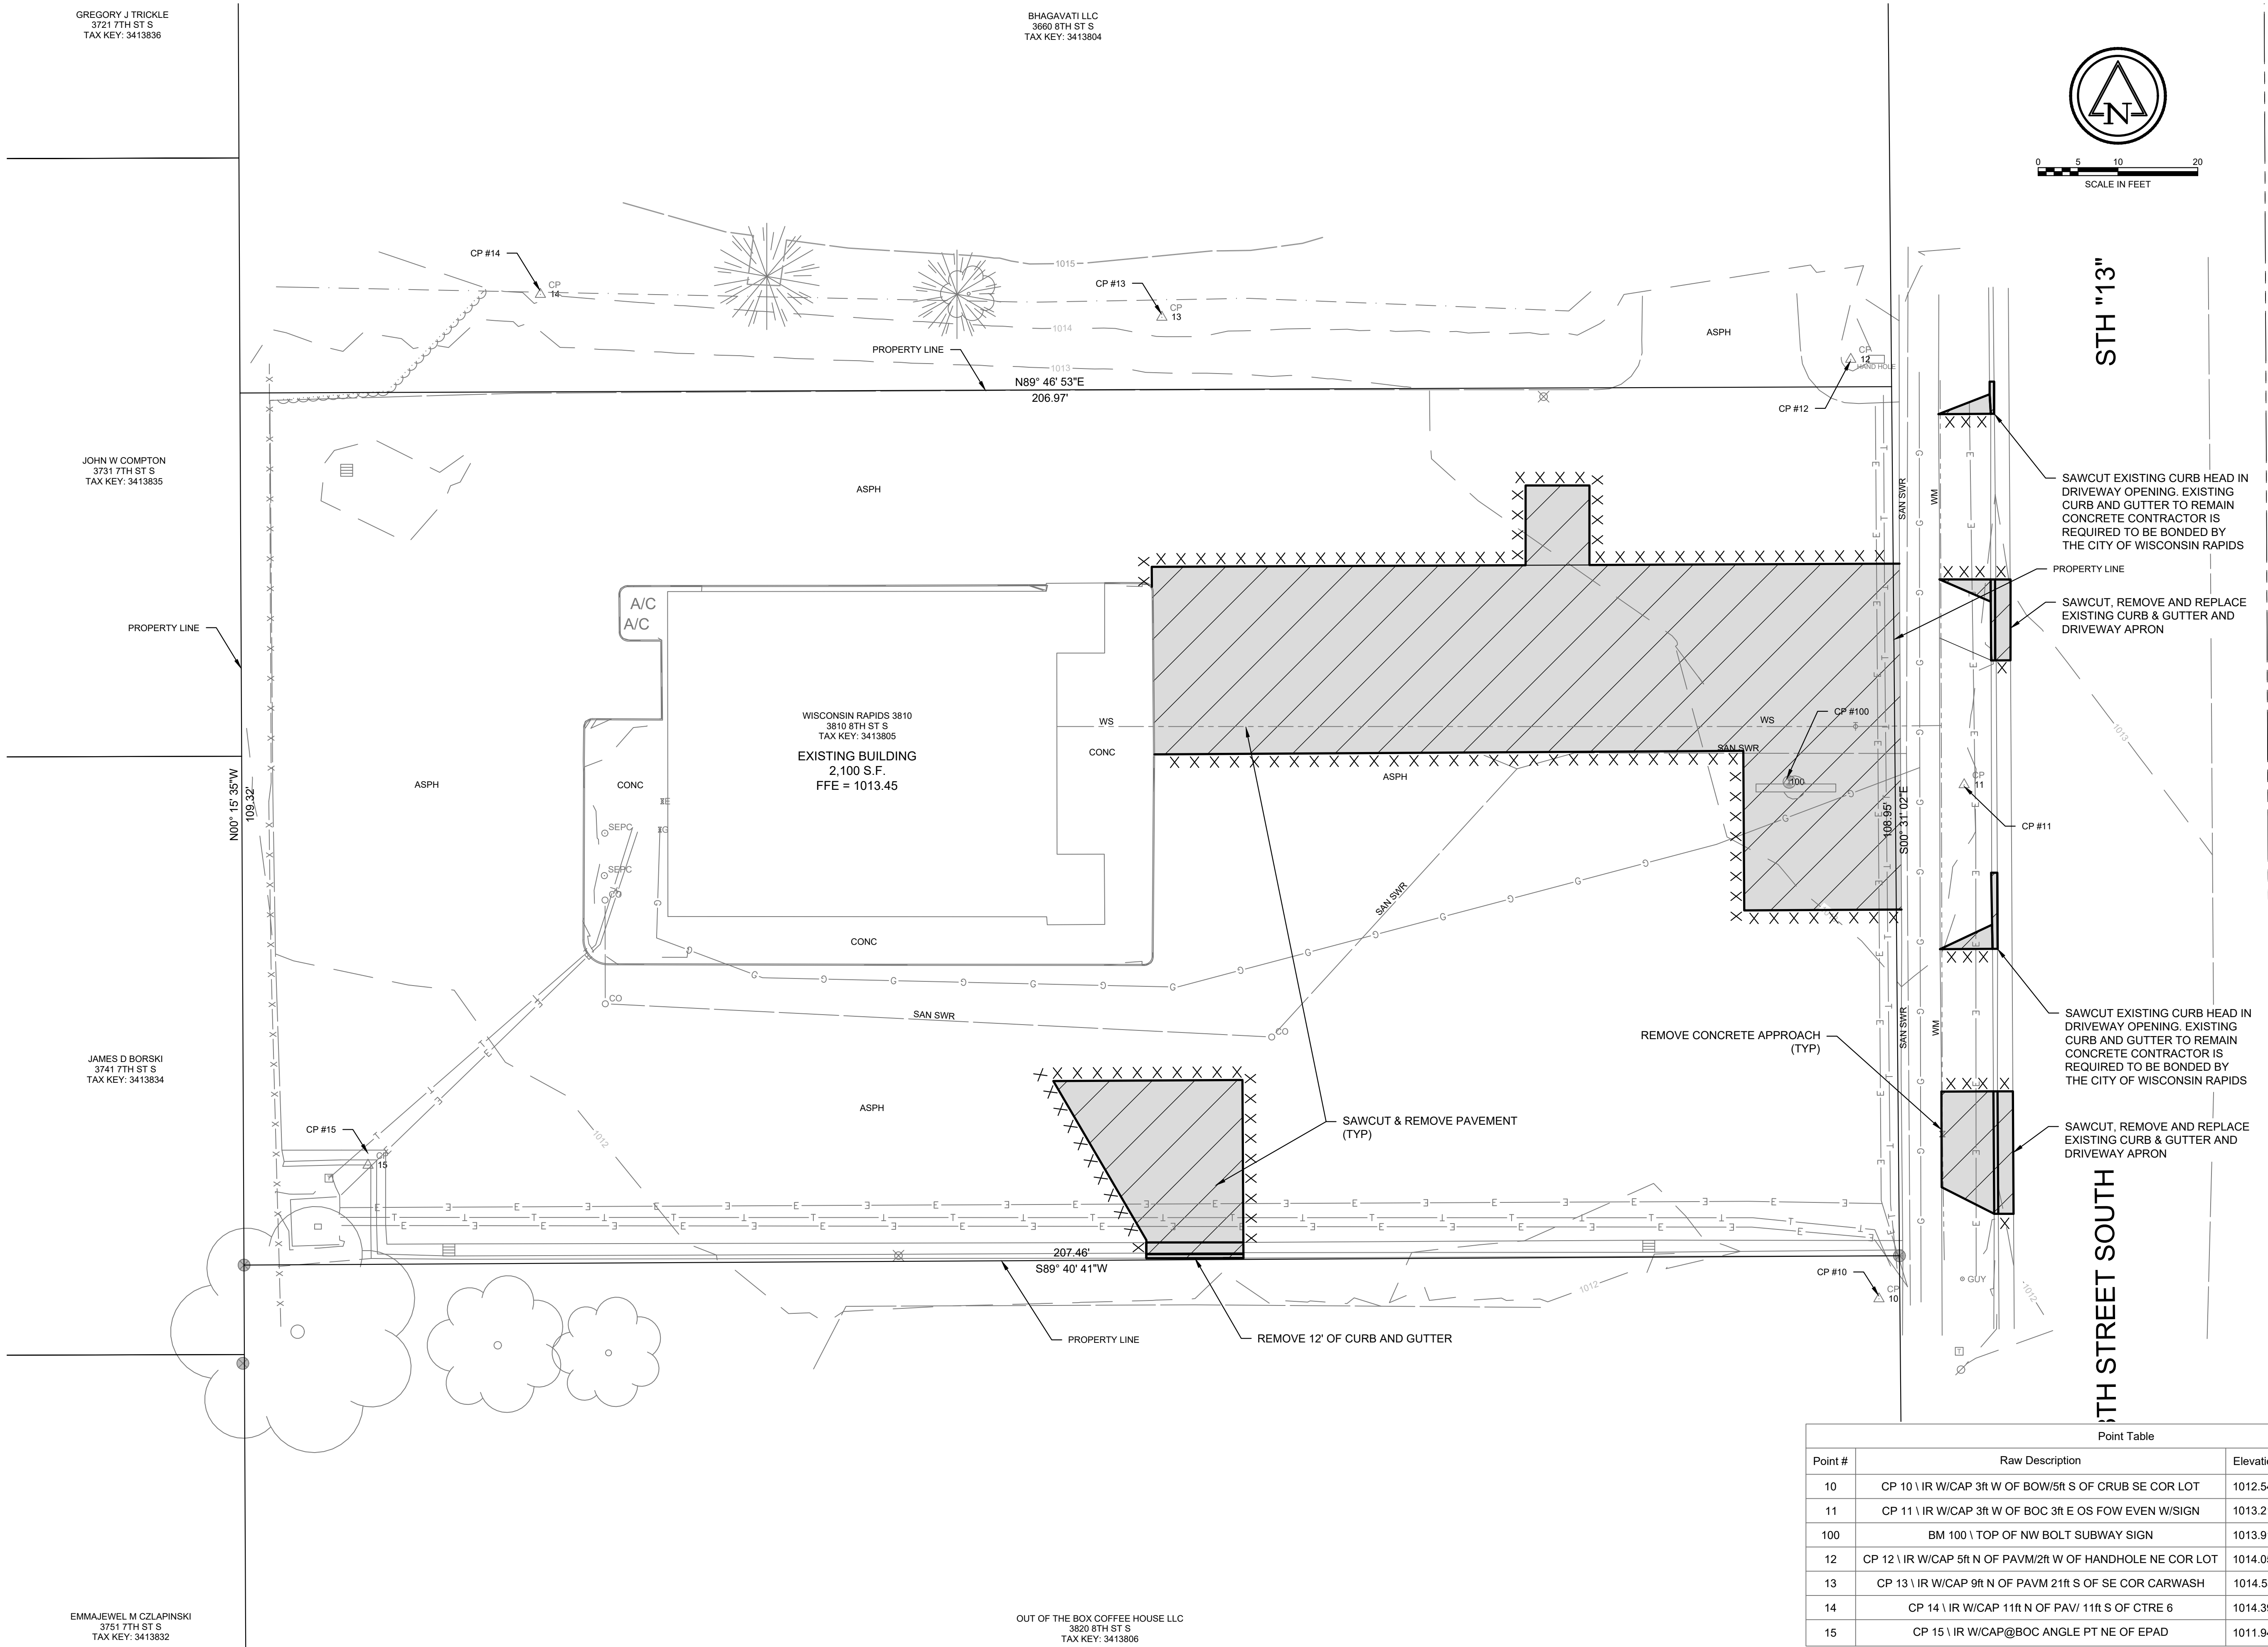 GREGORY J TRICKLE
3721 7TH ST S
TAX KEY: 3413836
BHAGAVATI LLC
3660 8TH ST S
TAX KEY: 3413804
N
0 5 10 20
SCALE IN FEET
STH "13"
CP #14
CP
14
1015
CP #13
CP
13
1014
PROPERTY LINE
1013
N89° 46' 53"E
206.97'
ASPH
CP
12
HAND HOLE
CP #12
JOHN W COMPTON
3731 7TH ST S
TAX KEY: 3413835
ASPH
SAN SWR
WM
SAWCUT EXISTING CURB HEAD IN
DRIVEWAY OPENING. EXISTING
CURB AND GUTTER TO REMAIN
CONCRETE CONTRACTOR IS
REQUIRED TO BE BONDED BY
THE CITY OF WISCONSIN RAPIDS
PROPERTY LINE
SAWCUT, REMOVE AND REPLACE
EXISTING CURB & GUTTER AND
DRIVEWAY APRON
A/C
A/C
PROPERTY LINE
WISCONSIN RAPIDS 3810
3810 8TH ST S
TAX KEY: 3413805
EXISTING BUILDING
2,100 S.F.
FFE = 1013.45
WS
CONC
WS
CP #100
100
SAN SWR
ASPH
1013
ASPH
CONC
N00° 15' 35"W
109.32'
SEPC
SEPC
CO
E
G
CP
11
CP #11
108.95'
S00° 31' 02"E
SAN SWR
CONC
CO
SAN SWR
CO
SAN SWR
WM
REMOVE CONCRETE APPROACH
(TYP)
SAWCUT EXISTING CURB HEAD IN
DRIVEWAY OPENING. EXISTING
CURB AND GUTTER TO REMAIN
CONCRETE CONTRACTOR IS
REQUIRED TO BE BONDED BY
THE CITY OF WISCONSIN RAPIDS
JAMES D BORSKI
3741 7TH ST S
TAX KEY: 3413834
ASPH
SAWCUT & REMOVE PAVEMENT
(TYP)
SAWCUT, REMOVE AND REPLACE
EXISTING CURB & GUTTER AND
DRIVEWAY APRON
CP #15
CP
15
1012
T
207.46'
S89° 40' 41"W
CP #10
CP
10
GUY
1012
1012
T
PROPERTY LINE
REMOVE 12' OF CURB AND GUTTER
TH STREET SOUTH
Point Table
Point # Raw Description
10 CP 10 \ IR W/CAP 3ft W OF BOW/5ft S OF CRUB SE COR LOT
11 CP 11 \ IR W/CAP 3ft W OF BOC 3ft E OS FOW EVEN W/SIGN
100 BM 100 \ TOP OF NW BOLT SUBWAY SIGN
12 CP 12 \ IR W/CAP 5ft N OF PAVM/2ft W OF HANDHOLE NE COR LOT
13 CP 13 \ IR W/CAP 9ft N OF PAVM 21ft S OF SE COR CARWASH
14 CP 14 \ IR W/CAP 11ft N OF PAV/ 11ft S OF CTRE 6
15 CP 15 \ IR W/CAP@BOC ANGLE PT NE OF EPAD
EMMAJEWEL M CZLAPINSKI
3751 7TH ST S
TAX KEY: 3413832
OUT OF THE BOX COFFEE HOUSE LLC
3820 8TH ST S
TAX KEY: 3413806